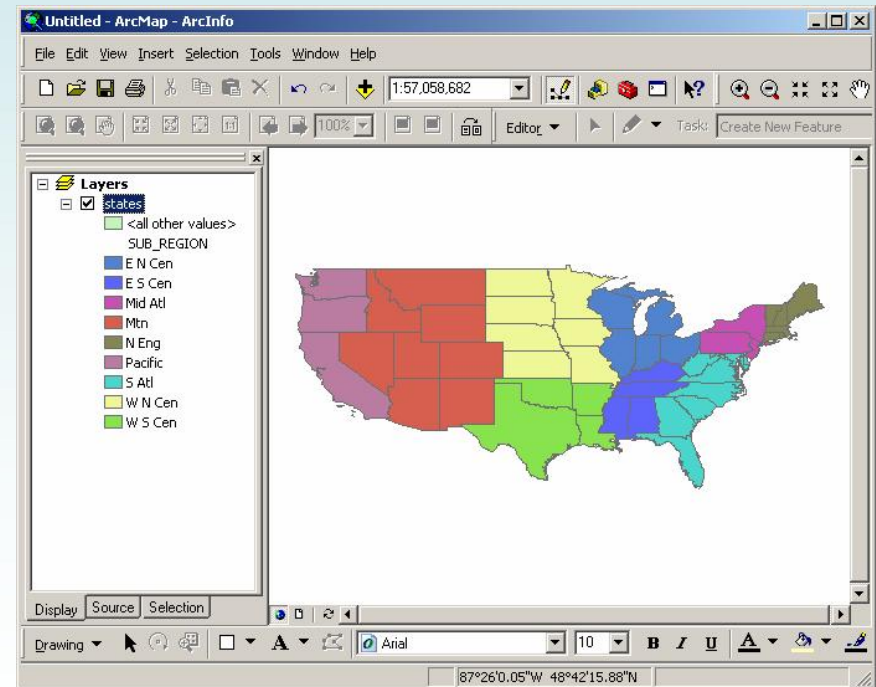 Untitled - ArcMap - ArcInfo
File Edit View Insert Selection Tools Window Help
1:57,058,682
100% Editor Task: Create New Feature
Layers
states
<all other values>
SUB_REGION
E N Cen
E S Cen
Mid Atl
Mtn
N Eng
Pacific
S Atl
W N Cen
W S Cen
Display Source Selection
Drawing A Arial 10 B I U A
87°26'0.05"W 48°42'15.88"N